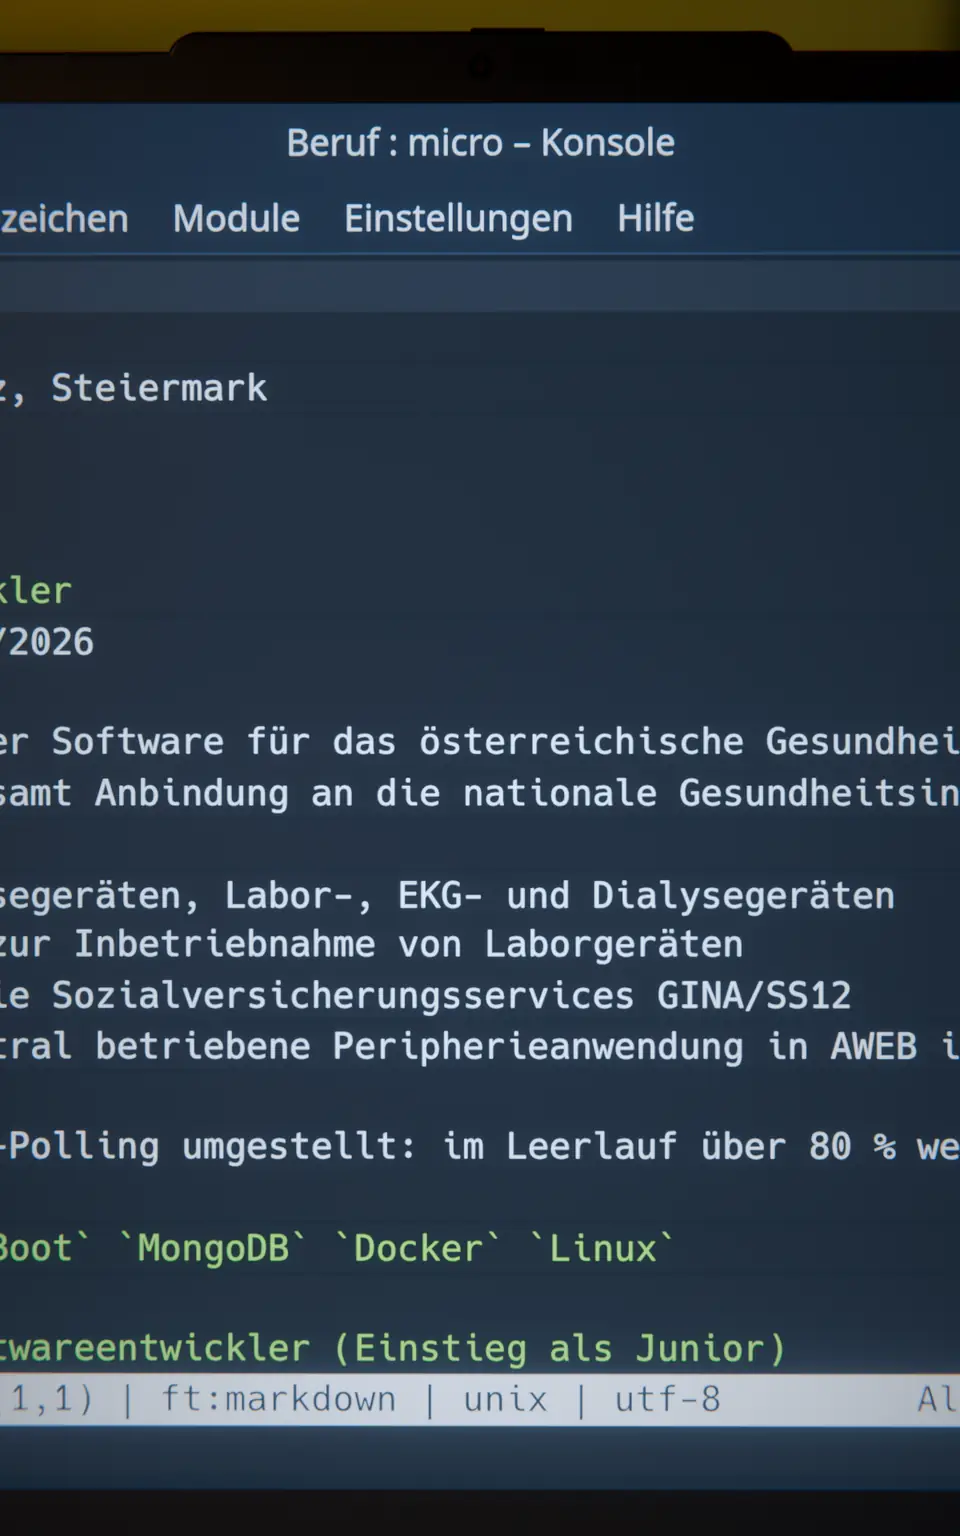 Beruf : micro – Konsole
zeichen Module Einstellungen Hilfe
z, Steiermark
kler
/2026
er Software für das österreichische Gesundhei
samt Anbindung an die nationale Gesundheitsin
segeräten, Labor-, EKG- und Dialysegeräten
zur Inbetriebnahme von Laborgeräten
ie Sozialversicherungsservices GINA/SS12
tral betriebene Peripherieanwendung in AWEB i
-Polling umgestellt: im Leerlauf über 80 % we
Boot` `MongoDB` `Docker` `Linux`
twareentwickler (Einstieg als Junior)
1,1) | ft:markdown | unix | utf-8 Al